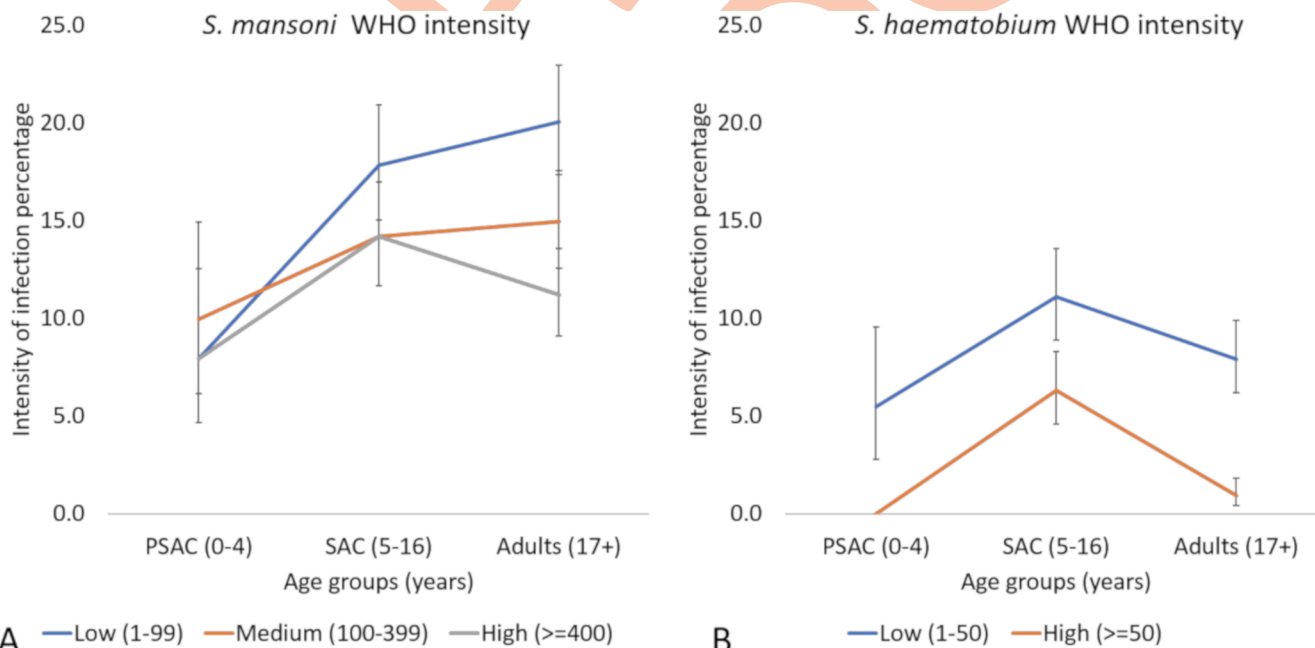 S. mansoni WHO intensity
25.0
20.0
15.0
10.0
5.0
0.0
Intensity of infection percentage
PSAC (0-4) SAC (5-16) Adults (17+)
Age groups (years)
A Low (1-99) Medium (100-399) High (>=400)
S. haematobium WHO intensity
25.0
20.0
15.0
10.0
5.0
0.0
Intensity of infection percentage
PSAC (0-4) SAC (5-16) Adults (17+)
Age groups (years)
B Low (1-50) High (>=50)